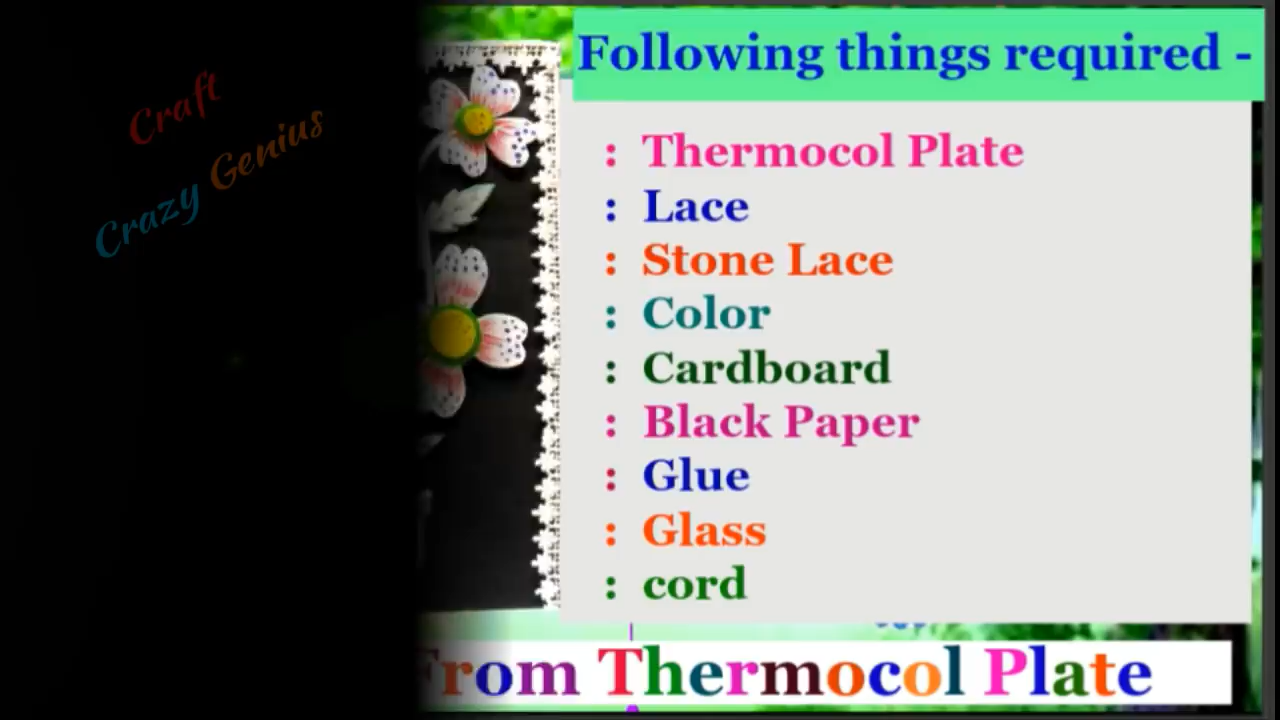 Craft
Crazy Genius
Following things required -
: Thermocol Plate
: Lace
: Stone Lace
: Color
: Cardboard
: Black Paper
: Glue
: Glass
: cord
From Thermocol Plate